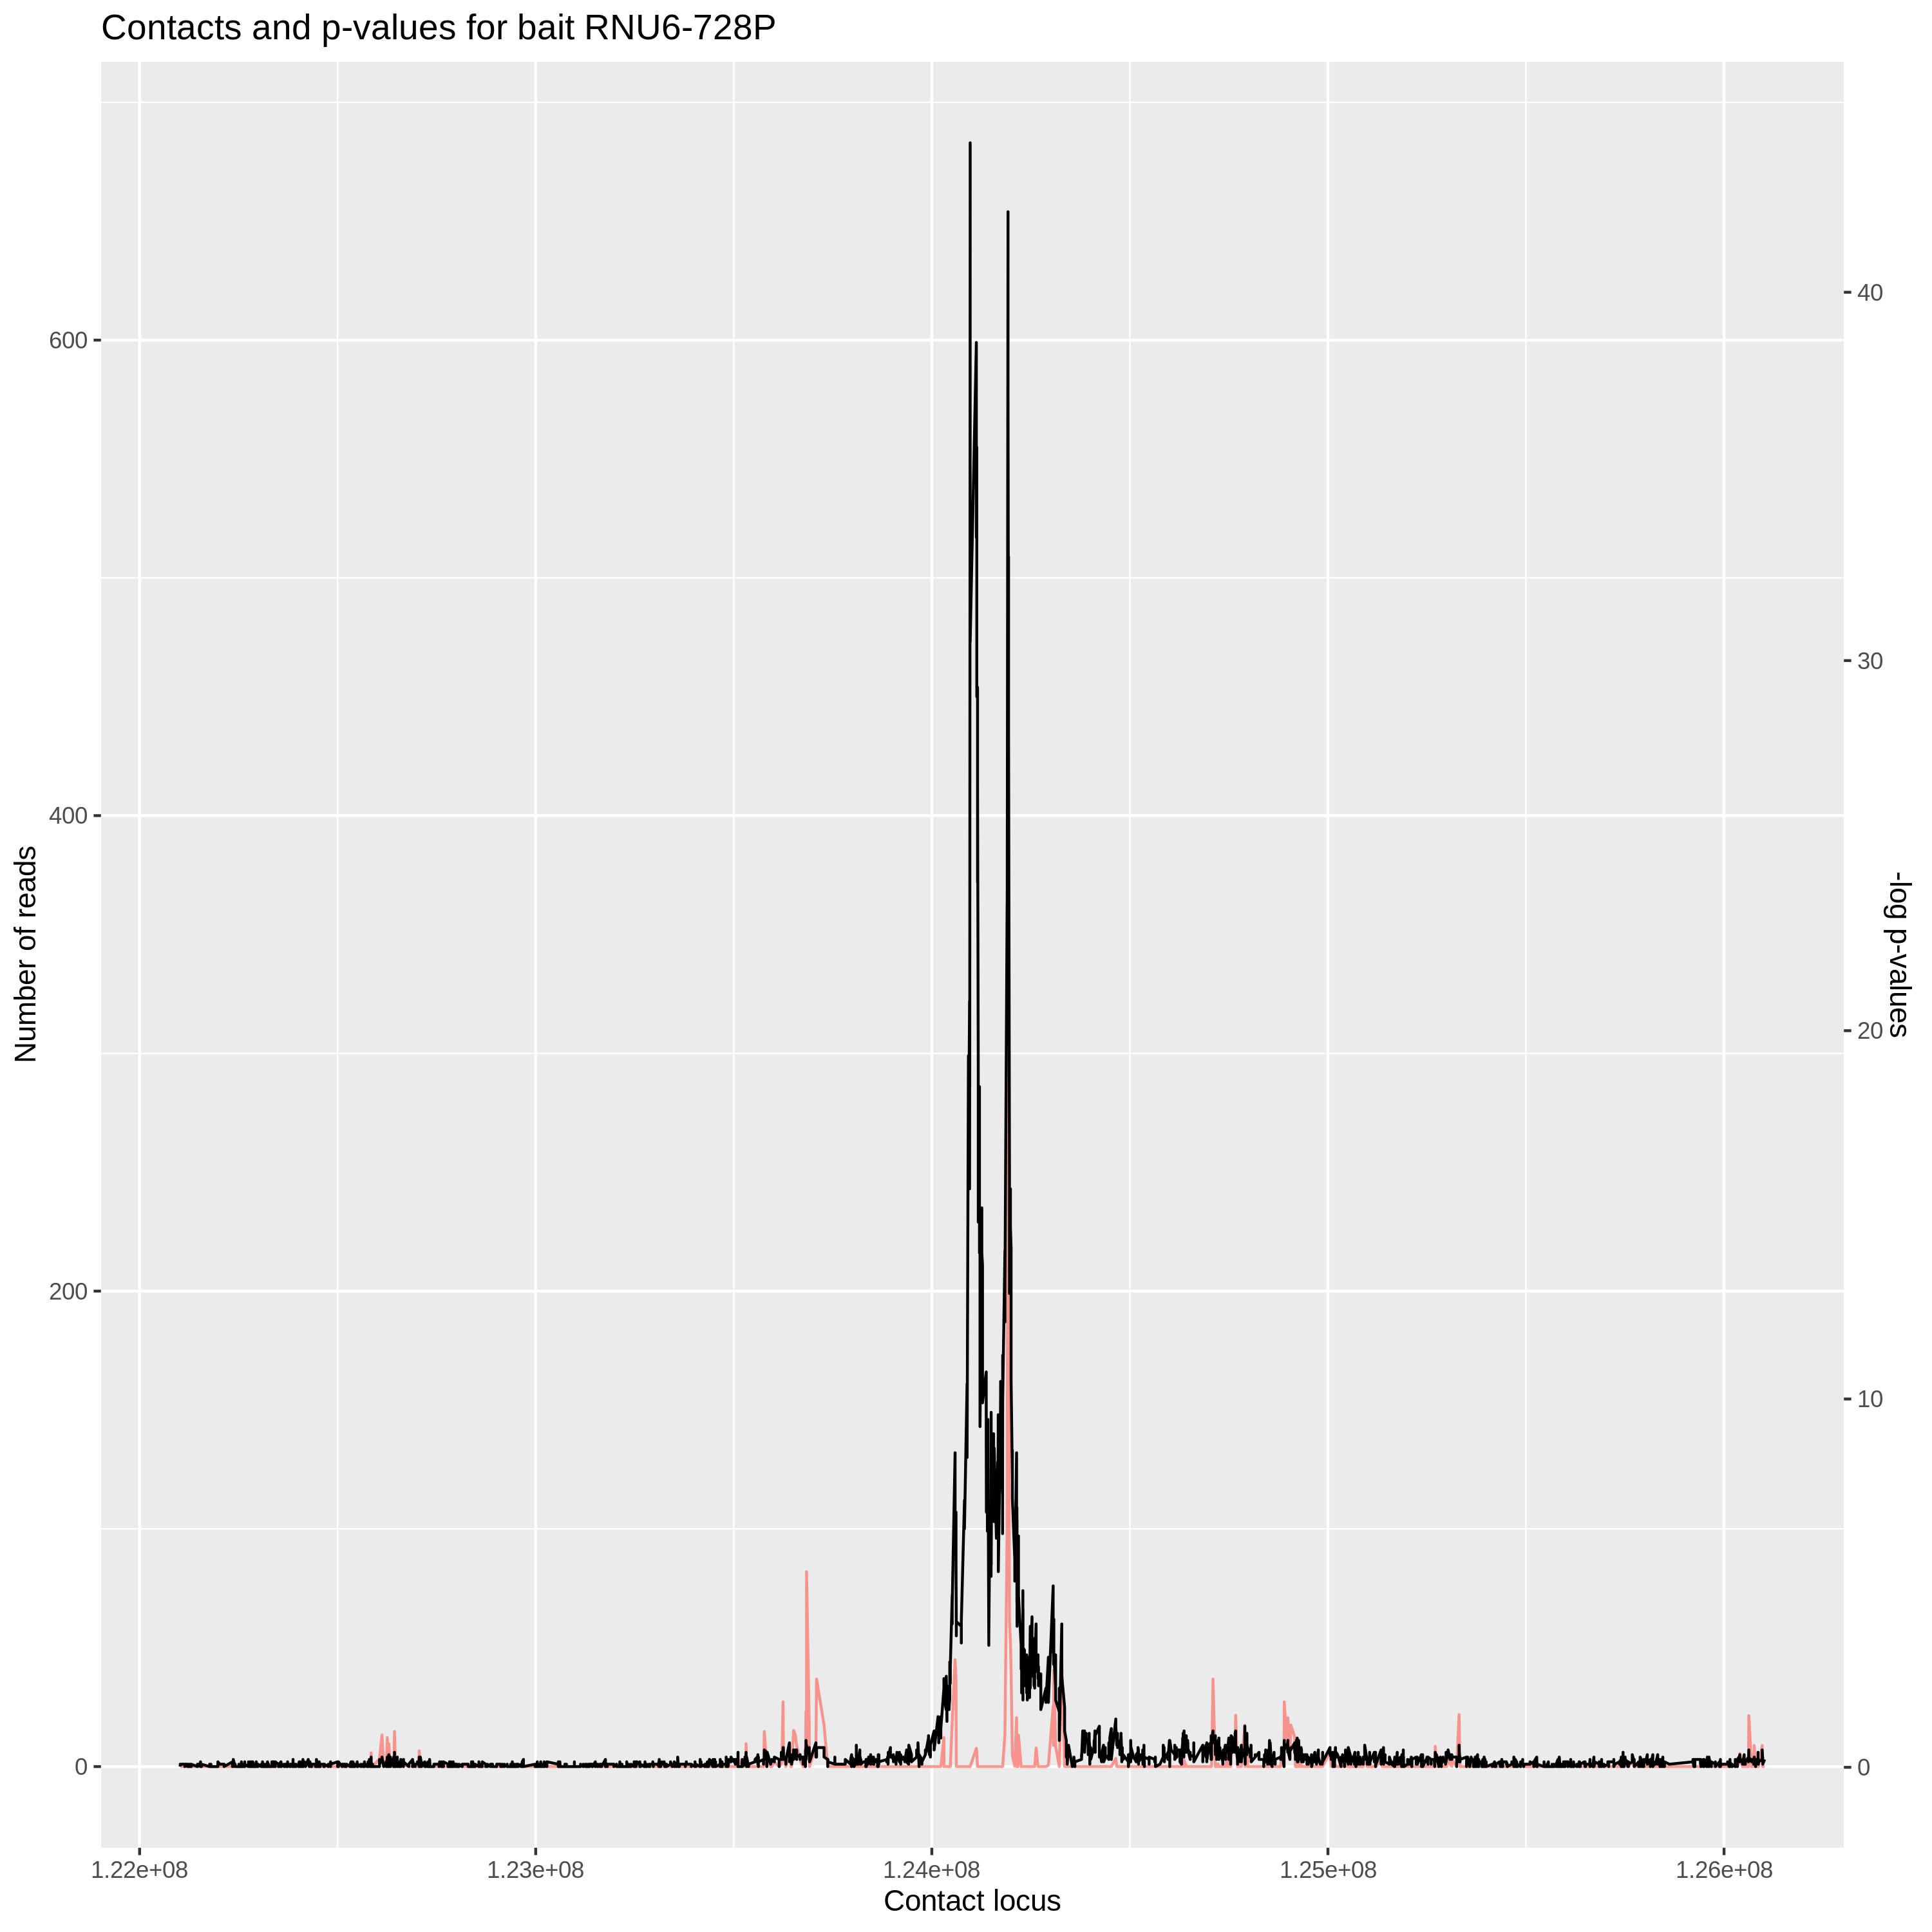 Contacts and p-values for bait RNU6-728P
600
400
200
0
Number of reads
40
30
20
10
0
-log p-values
1.22e+08
1.23e+08
1.24e+08
1.25e+08
1.26e+08
Contact locus